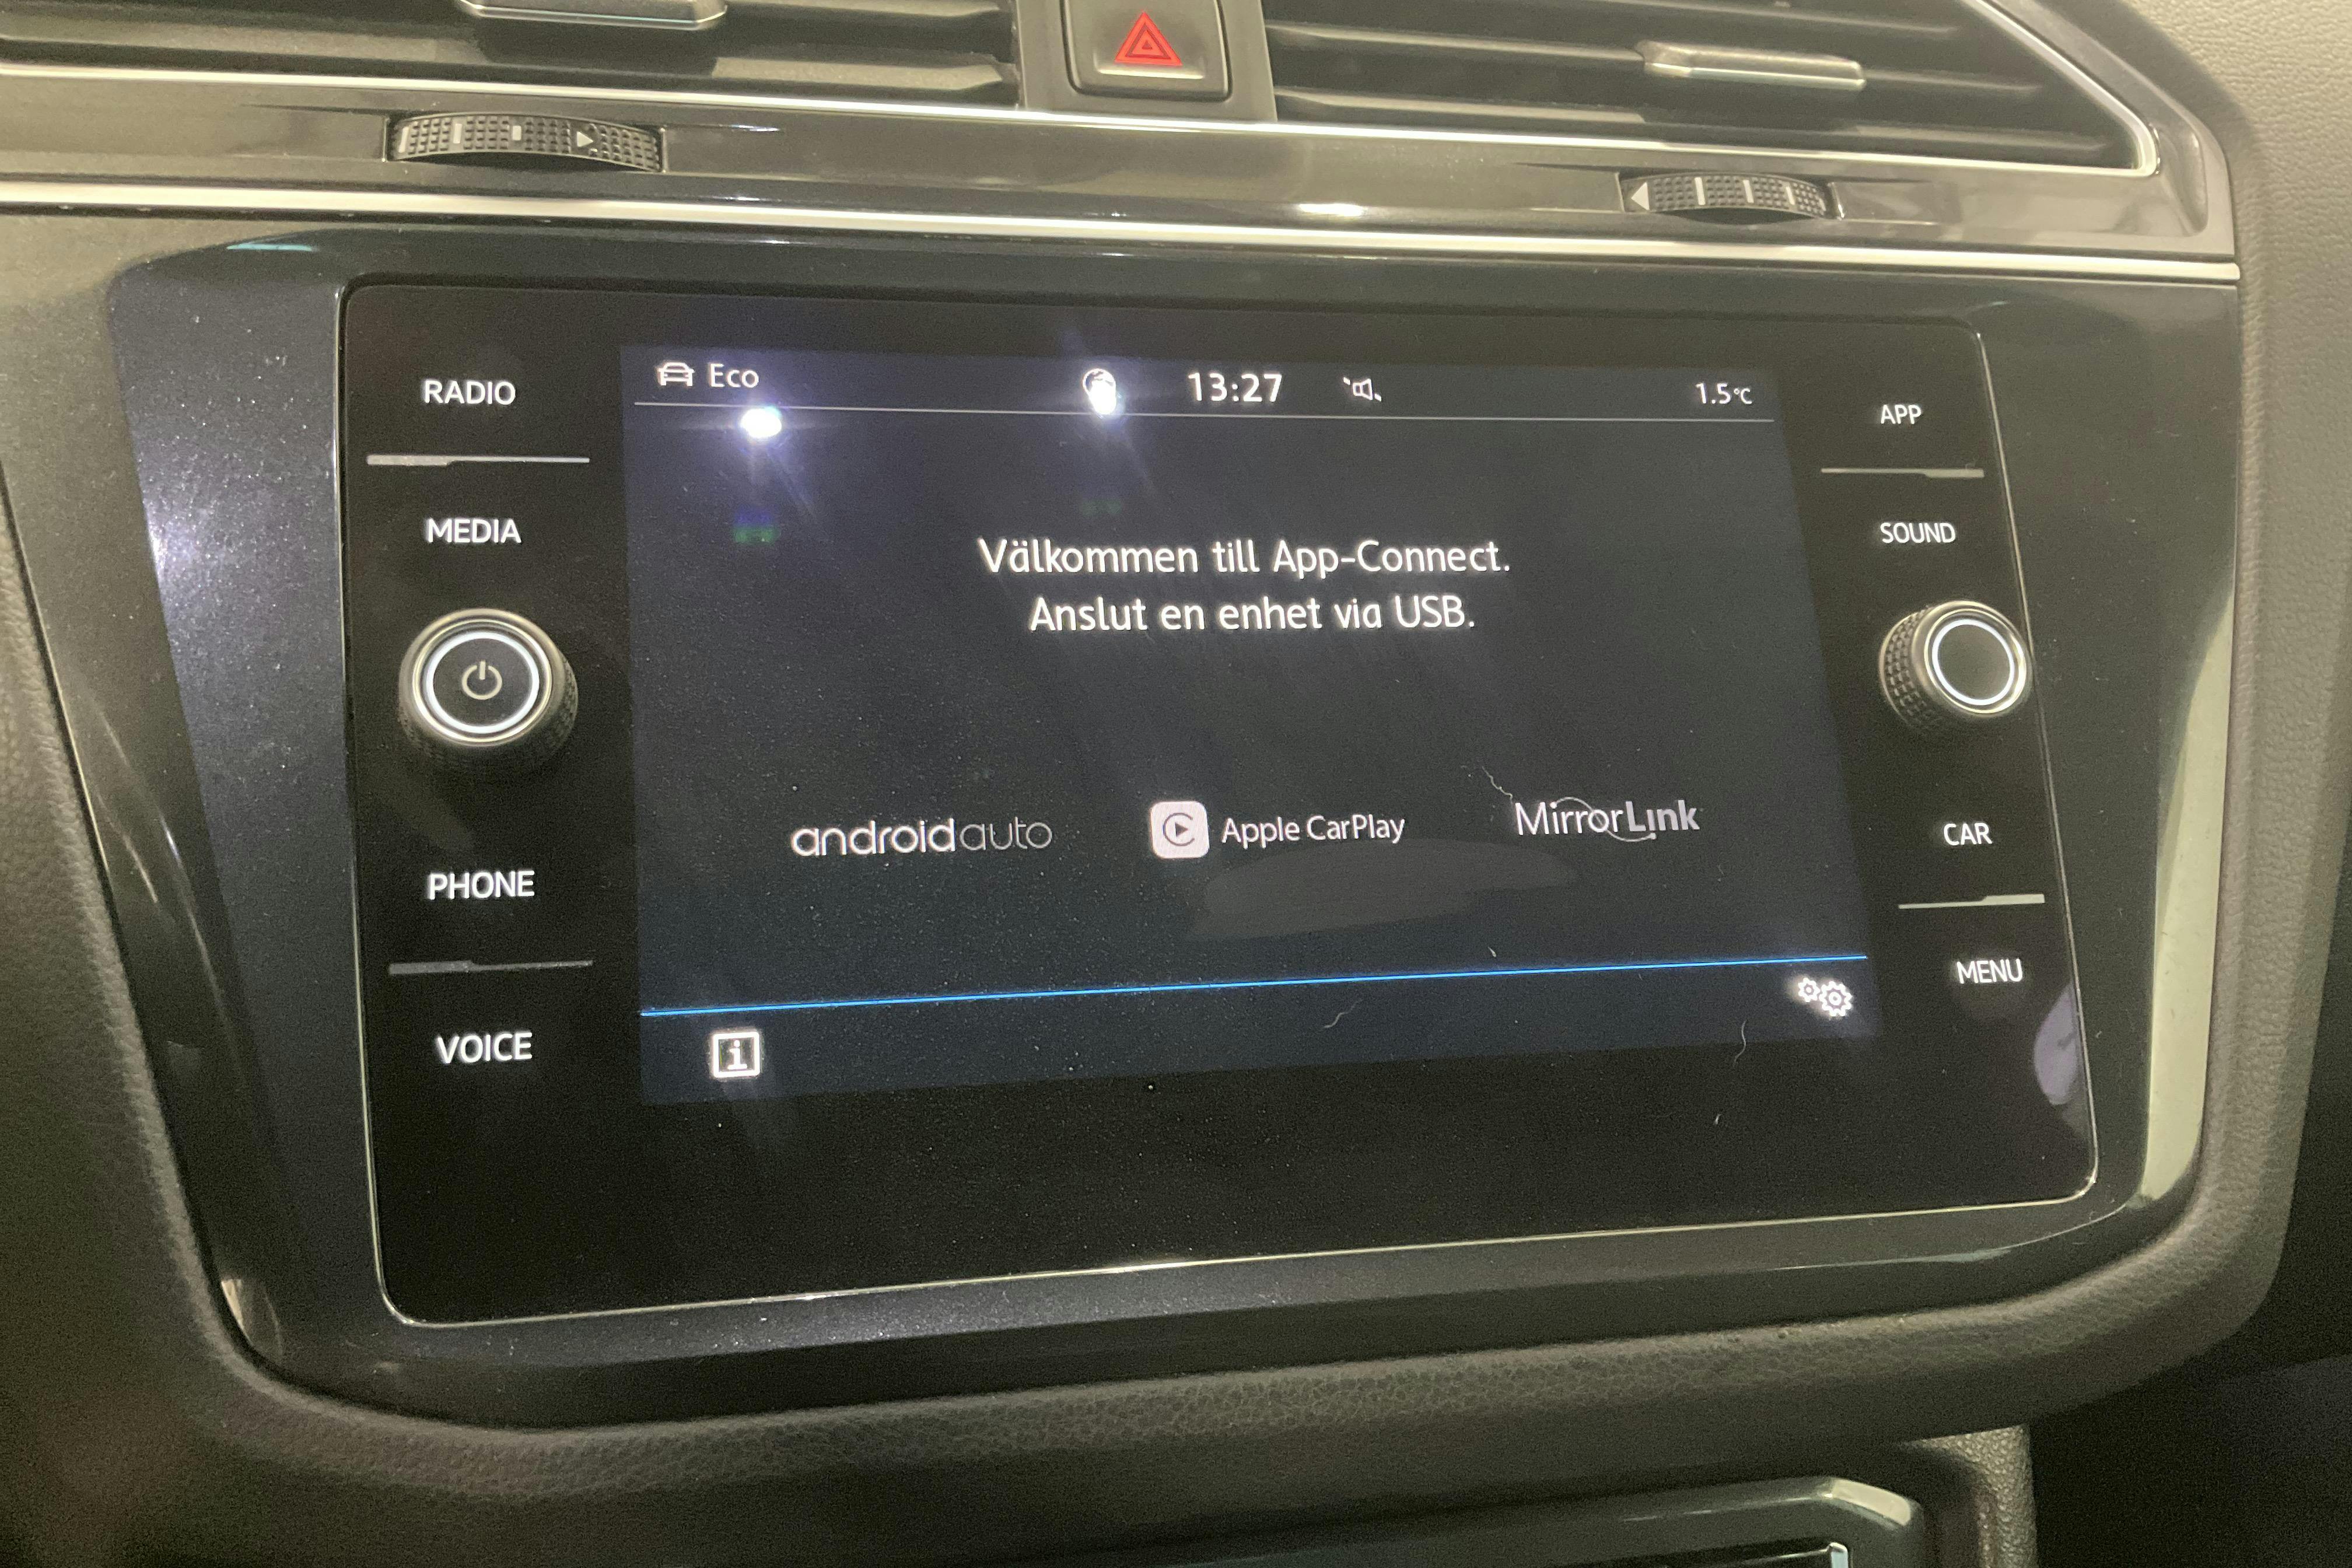 RADIO
MEDIA
PHONE
VOICE
Eco
13:27
1.5°C
Välkommen till App-Connect.
Anslut en enhet via USB.
androidauto
Apple CarPlay
MirrorLink
i
APP
SOUND
CAR
MENU